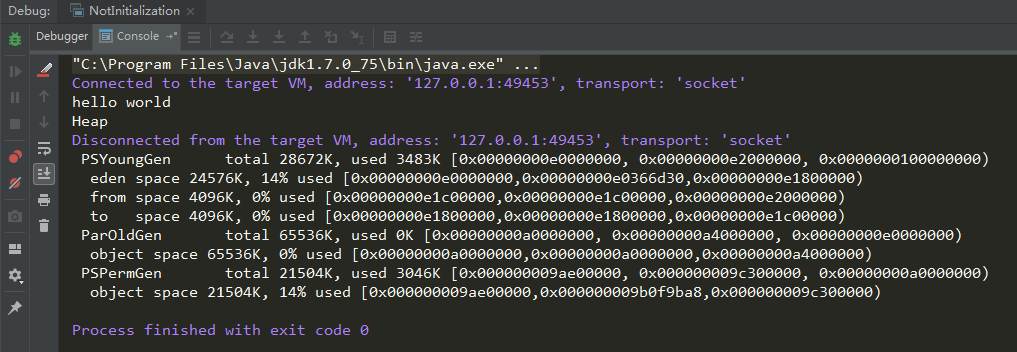 Debug: NotInitialization
Debugger Console
"C:\Program Files\Java\jdk1.7.0_75\bin\java.exe" ...
Connected to the target VM, address: '127.0.0.1:49453', transport: 'socket'
hello world
Heap
Disconnected from the target VM, address: '127.0.0.1:49453', transport: 'socket'
PSYoungGen total 28672K, used 3483K [0x00000000e0000000, 0x00000000e2000000, 0x0000000100000000)
eden space 24576K, 14% used [0x00000000e0000000,0x00000000e0366d30,0x00000000e1800000)
from space 4096K, 0% used [0x00000000e1c00000,0x00000000e1c00000,0x00000000e2000000)
to space 4096K, 0% used [0x00000000e1800000,0x00000000e1800000,0x00000000e1c00000)
ParOldGen total 65536K, used 0K [0x00000000a0000000, 0x00000000a4000000, 0x00000000e0000000)
object space 65536K, 0% used [0x00000000a0000000,0x00000000a0000000,0x00000000a4000000)
PSPermGen total 21504K, used 3046K [0x000000009ae00000, 0x000000009c300000, 0x00000000a0000000)
object space 21504K, 14% used [0x000000009ae00000,0x000000009b0f9ba8,0x000000009c300000)
Process finished with exit code 0